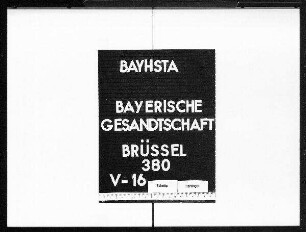 BAYHSTA
BAYERISCHE
GESANDTSCHAFT
BRÜSSEL
380
V-16